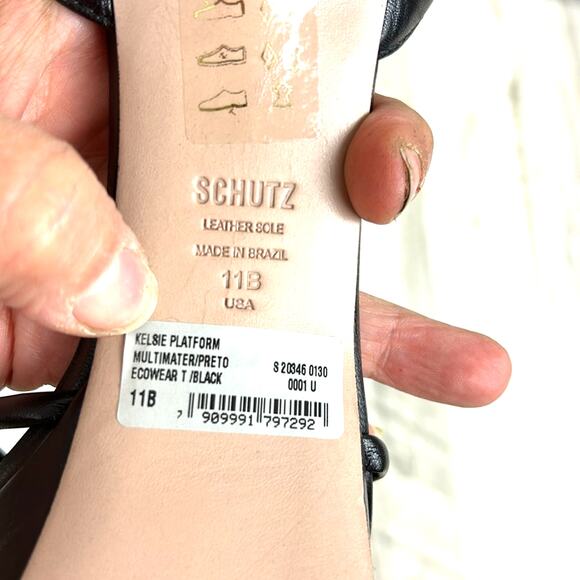 SCHUTZ
LEATHER SOLE
MADE IN BRAZIL
11B
USA
KELSIE PLATFORM
MULTIMATER/PRETO S 20346 0130
ECOWEAR T /BLACK 0001 U
11B
7 909991 797292